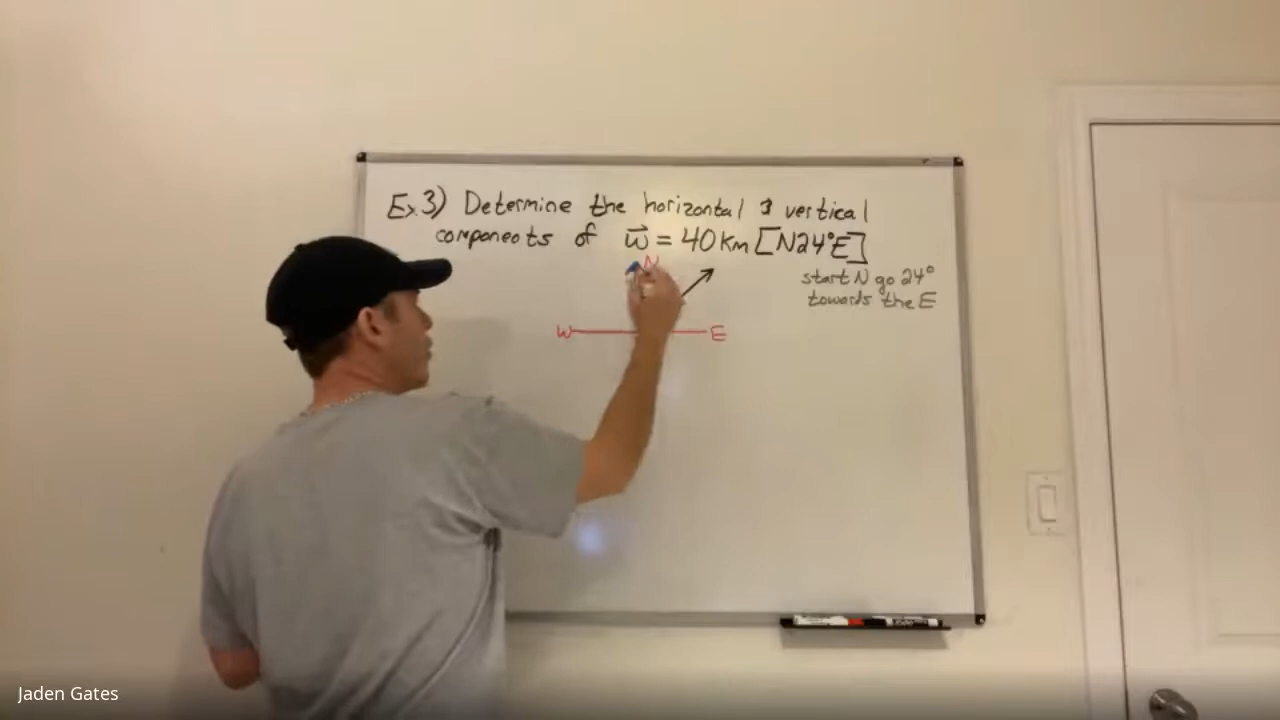 Ex.3) Determine the horizontal & vertical
components of w⃗ = 40 km [N24°E]
N
start N go 24°
towards the E
W E
Jaden Gates